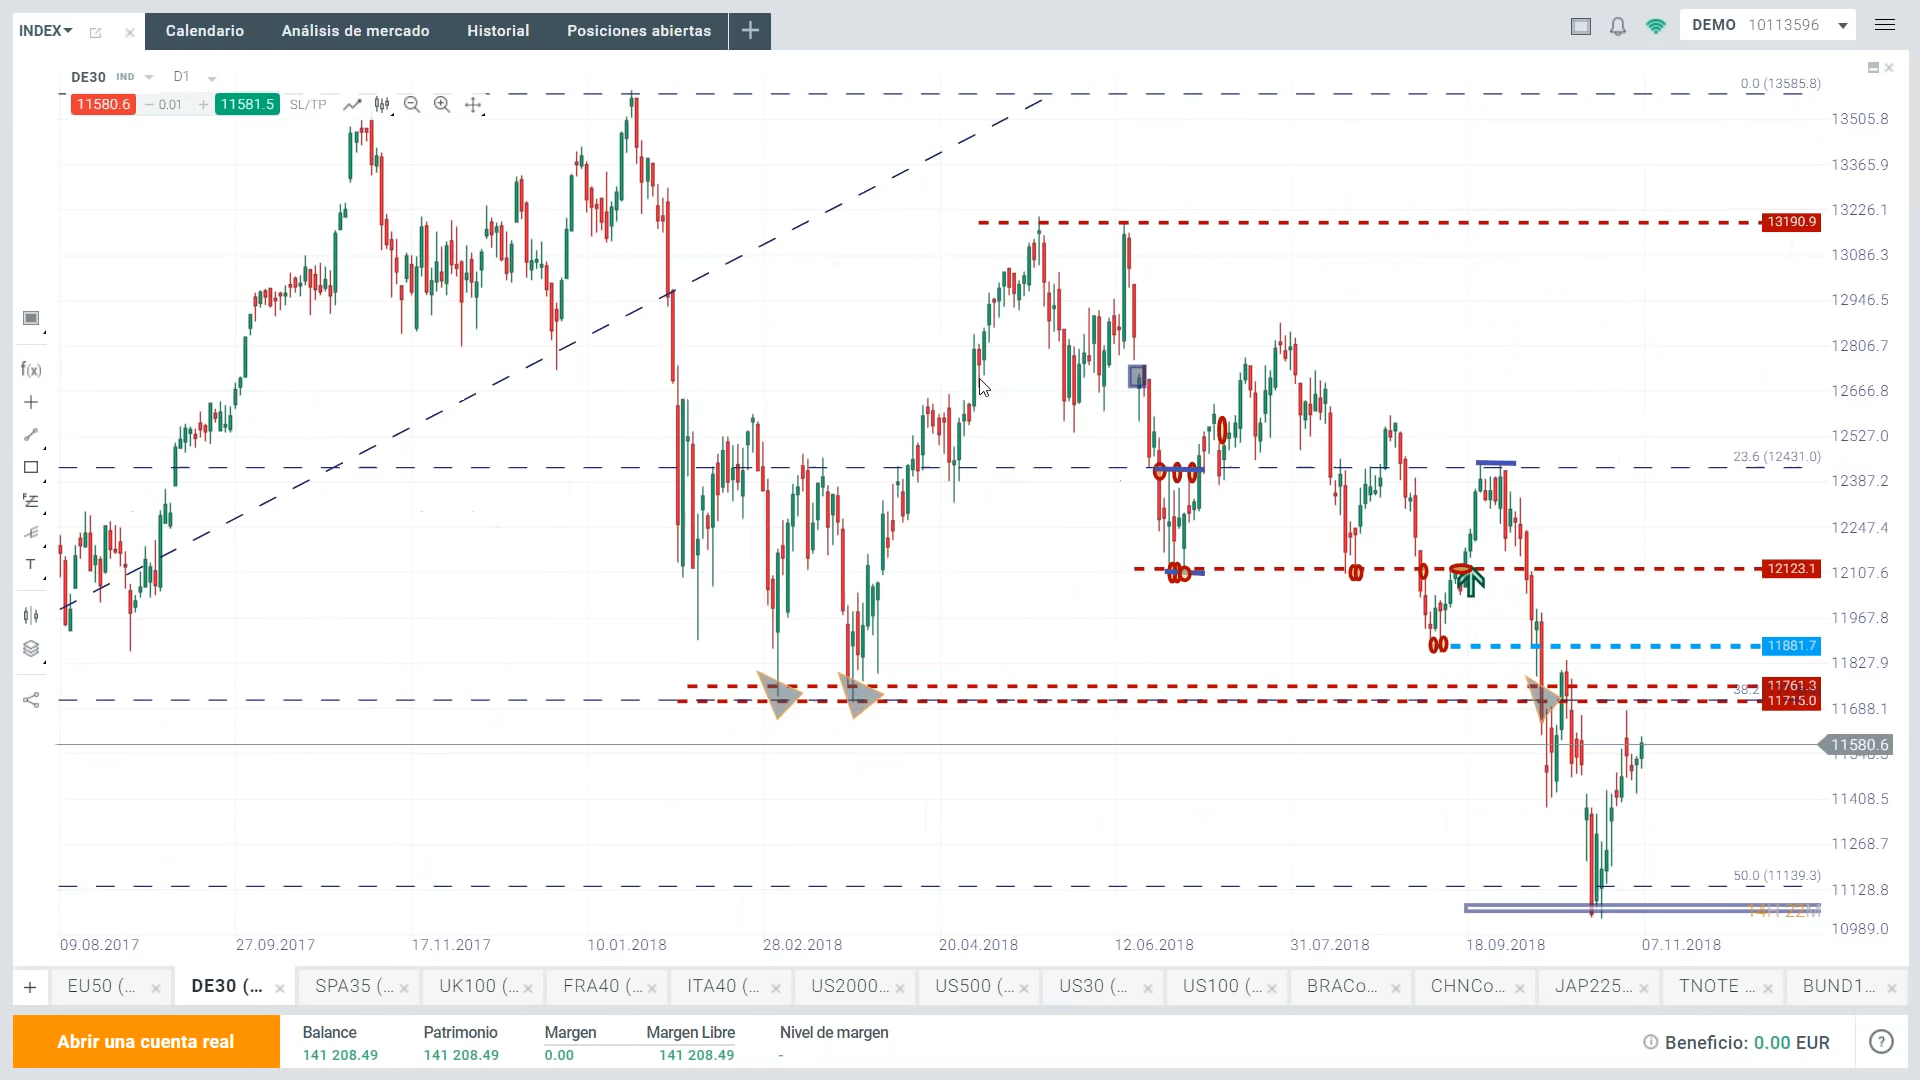 INDEX
Calendario
Análisis de mercado
Historial
Posiciones abiertas
DEMO 10113596
DE30 IND D1
11580.6 0.01 11581.5 SL/TP
0.0 (13585.8)
13505.8
13365.9
13226.1
13190.9
13086.3
12946.5
12806.7
12666.8
12527.0
23.6 (12431.0)
12387.2
12247.4
12123.1
12107.6
11967.8
11881.7
11827.9
11761.3
38.2
11715.0
11688.1
11580.6
11408.5
11268.7
50.0 (11139.3)
11128.8
10989.0
f(x)
T
09.08.2017 27.09.2017 17.11.2017 10.01.2018 28.02.2018 20.04.2018 12.06.2018 31.07.2018 18.09.2018 07.11.2018
EU50 (... DE30 (... SPA35 (... UK100 (... FRA40 (... ITA40 (... US2000... US500 (... US30 (... US100 (... BRACo... CHNCo... JAP225... TNOTE ... BUND1...
Abrir una cuenta real
Balance Patrimonio Margen Margen Libre Nivel de margen
141 208.49 141 208.49 0.00 141 208.49 -
Beneficio: 0.00 EUR